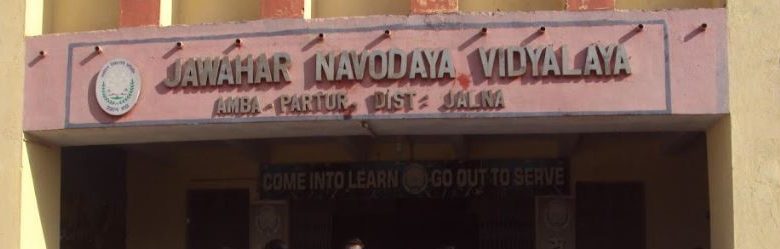 JAWAHAR NAVODAYA VIDYALAYA
AMBA - PARTUR, DIST - JALNA
COME INTO LEARN GO OUT TO SERVE